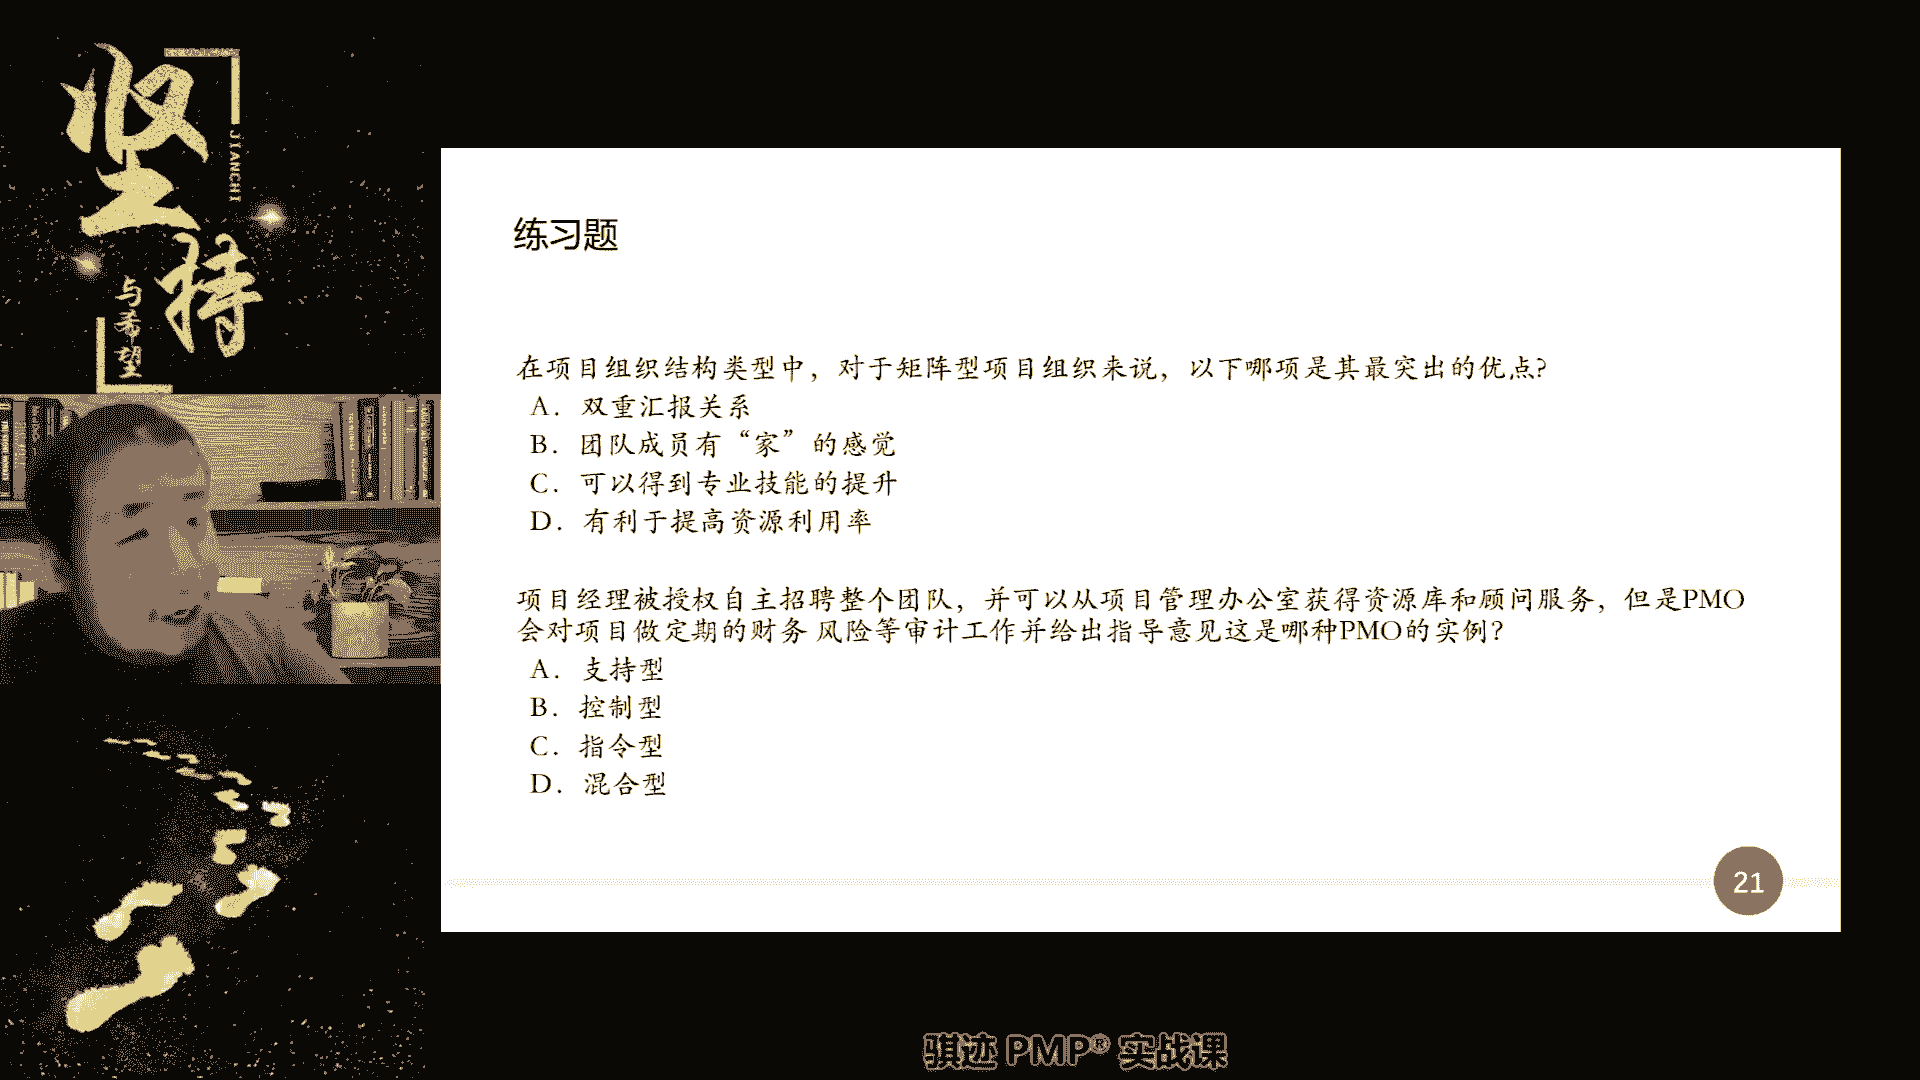 坚持
JIANCHI
与希望
练习题
在项目组织结构类型中，对于矩阵型项目组织来说，以下哪项是其最突出的优点?
A. 双重汇报关系
B. 团队成员有“家”的感觉
C. 可以得到专业技能的提升
D. 有利于提高资源利用率
项目经理被授权自主招聘整个团队，并可以从项目管理办公室获得资源库和顾问服务，但是PMO
会对项目做定期的财务 风险等审计工作并给出指导意见这是哪种PMO的实例?
A. 支持型
B. 控制型
C. 指令型
D. 混合型
21
骐迹 PMP® 实战课